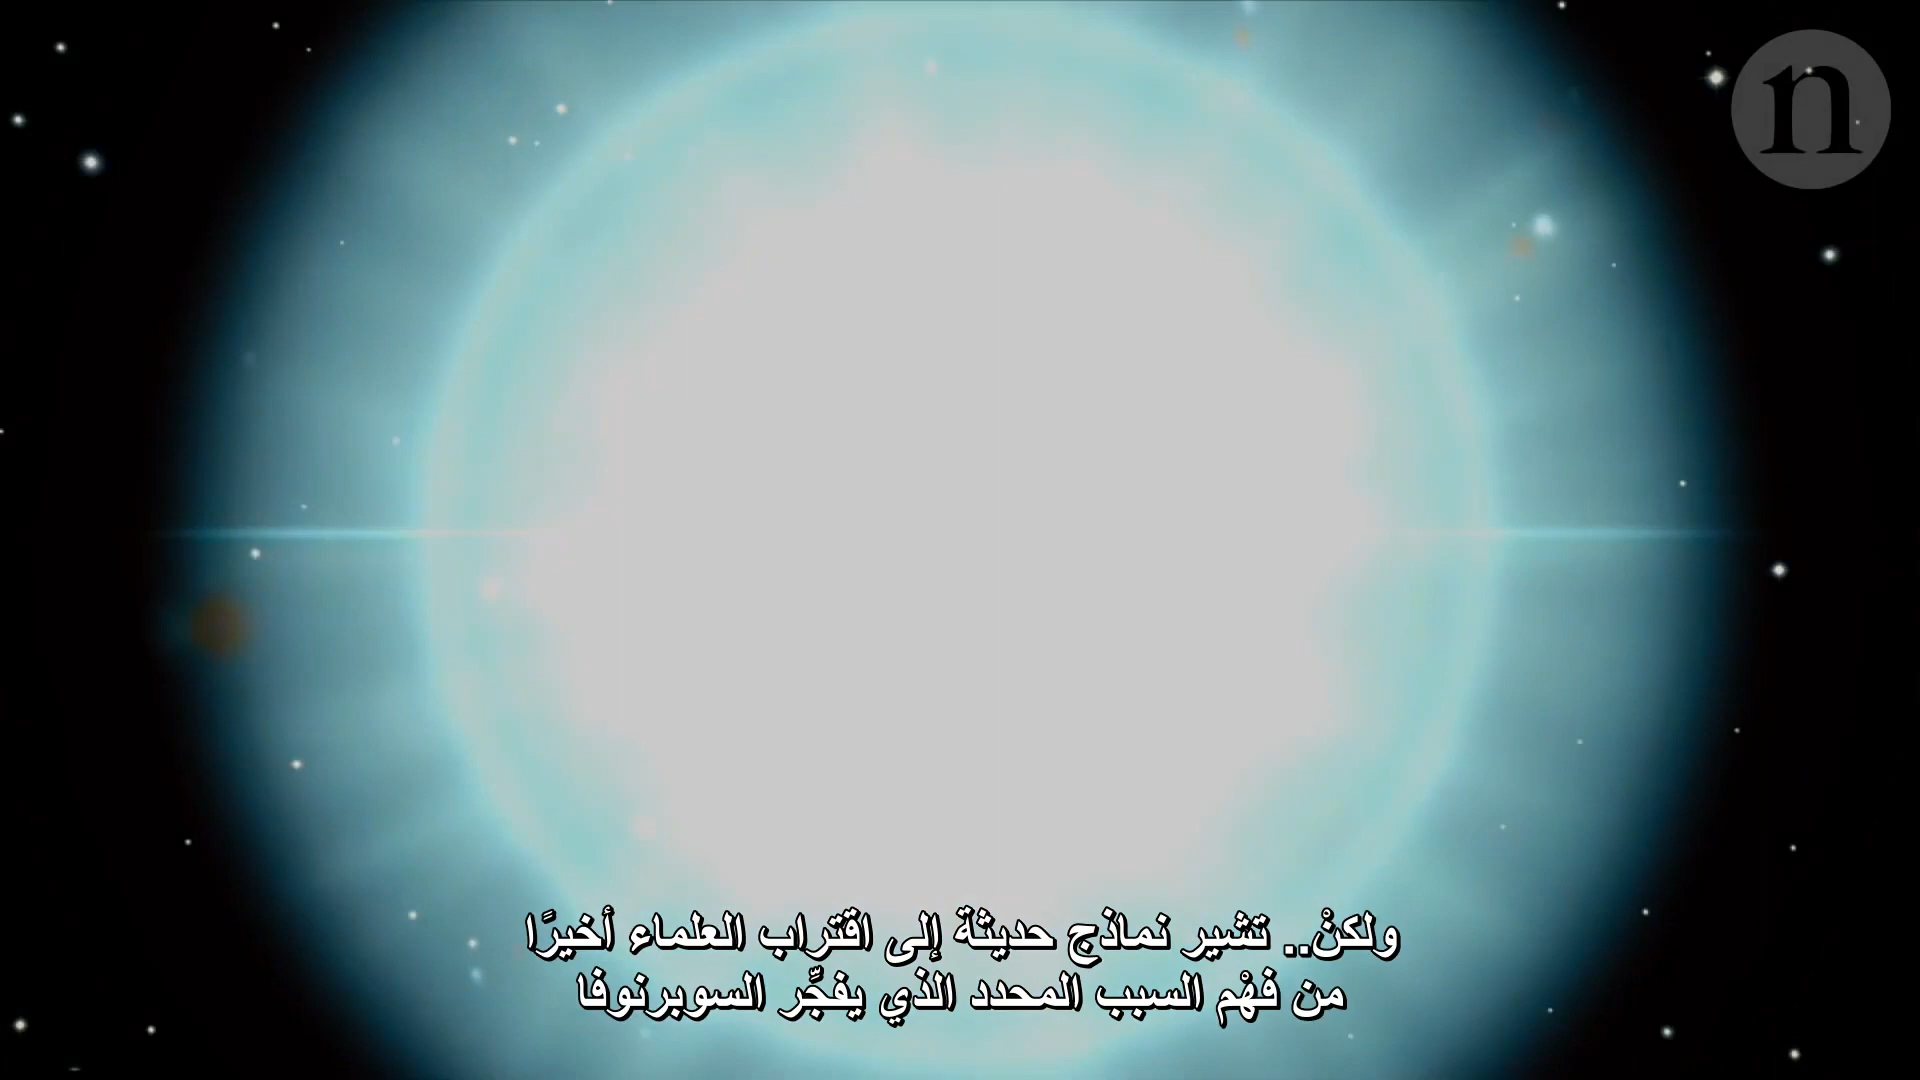 n
ولكنْ.. تشير نماذج حديثة إلى اقتراب العلماء أخيرًا
من فهْم السبب المحدد الذي يفجِّر السوبرنوفا